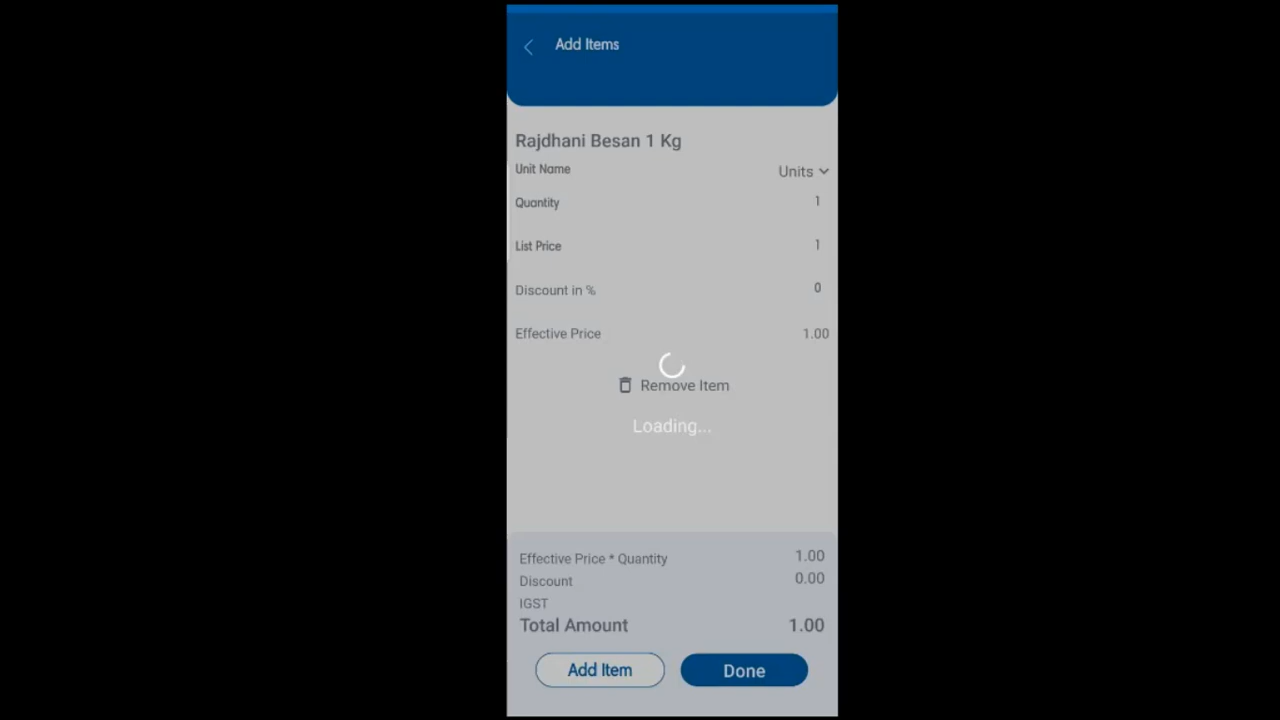 Add Items
Rajdhani Besan 1 Kg
Unit Name Units
Quantity 1
List Price 1
Discount in % 0
Effective Price 1.00
Remove Item
Loading...
Effective Price * Quantity 1.00
Discount 0.00
IGST
Total Amount 1.00
Add Item Done